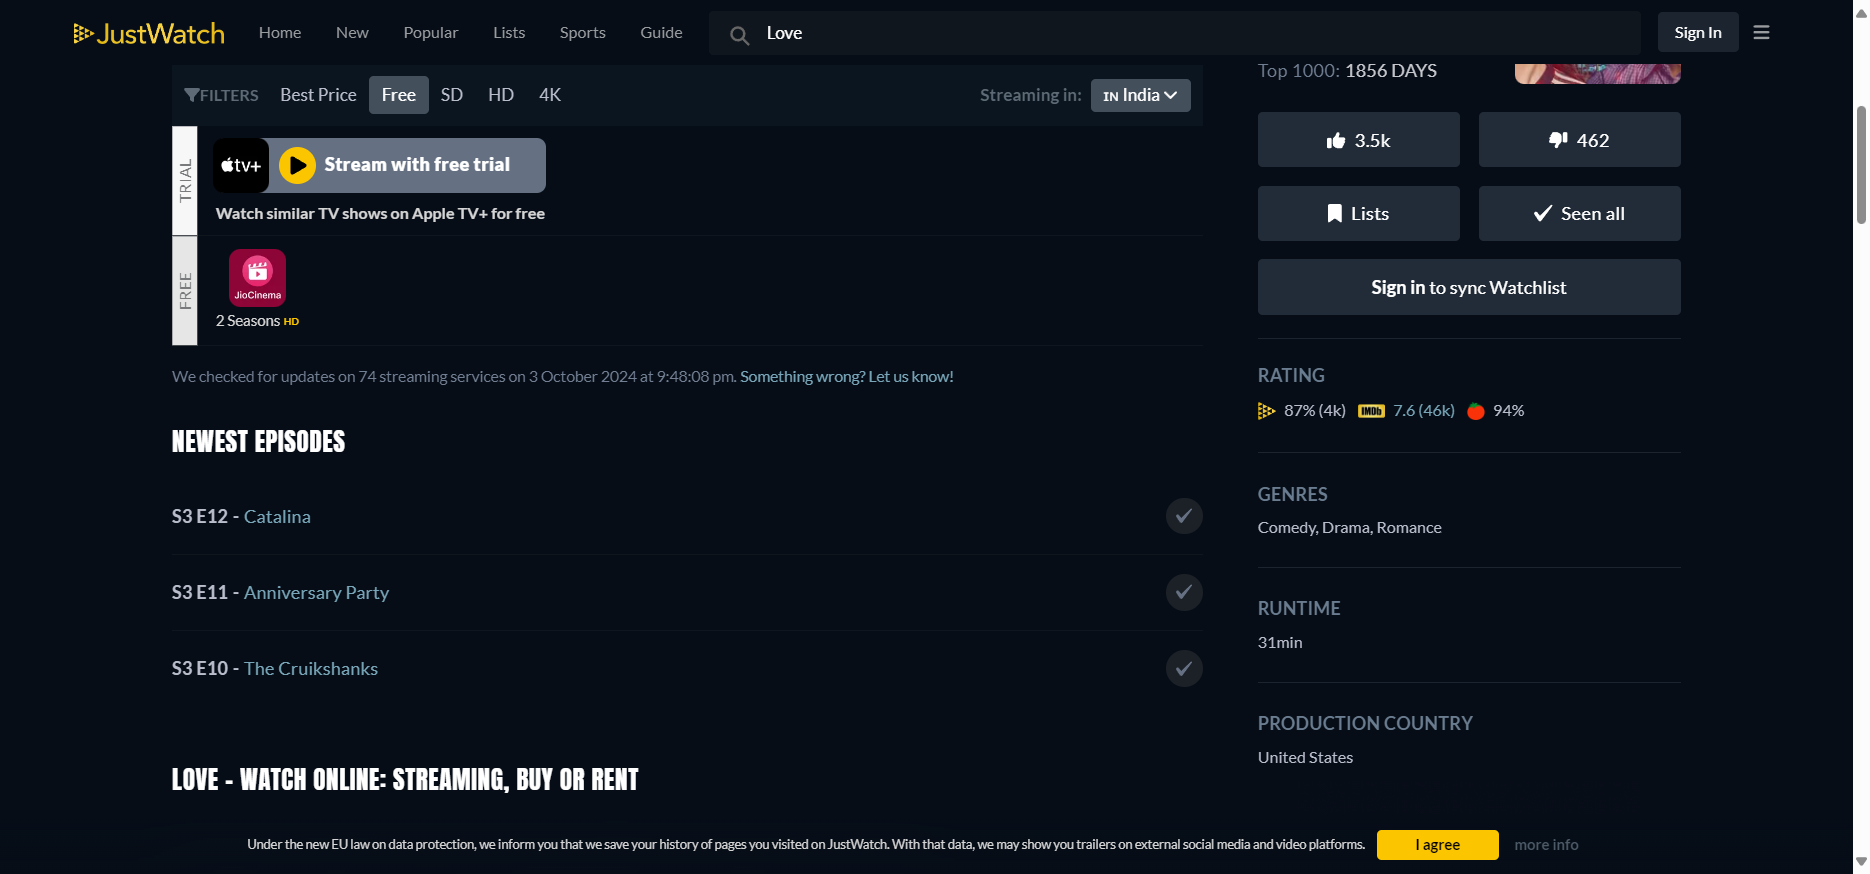 JustWatch
Home New Popular Lists Sports Guide
Love
Sign In
FILTERS Best Price Free SD HD 4K
Streaming in: IN India
TRIAL
tv+
Stream with free trial
Watch similar TV shows on Apple TV+ for free
FREE
JioCinema
2 Seasons HD
We checked for updates on 74 streaming services on 3 October 2024 at 9:48:08 pm. Something wrong? Let us know!
NEWEST EPISODES
S3 E12 - Catalina
S3 E11 - Anniversary Party
S3 E10 - The Cruikshanks
LOVE - WATCH ONLINE: STREAMING, BUY OR RENT
Top 1000: 1856 DAYS
3.5k
462
Lists
Seen all
Sign in to sync Watchlist
RATING
87% (4k) IMDb 7.6 (46k) 94%
GENRES
Comedy, Drama, Romance
RUNTIME
31min
PRODUCTION COUNTRY
United States
Under the new EU law on data protection, we inform you that we save your history of pages you visited on JustWatch. With that data, we may show you trailers on external social media and video platforms.
I agree
more info